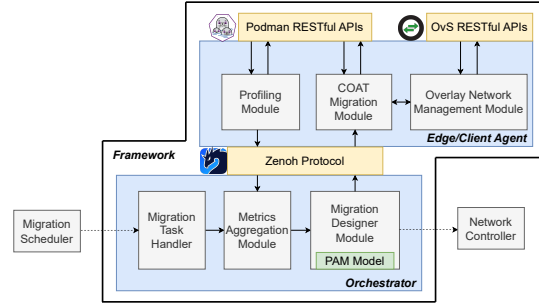 Podman RESTful APIs
OvS RESTful APIs
Profiling
Module
COAT
Migration
Module
Overlay Network
Management Module
Edge/Client Agent
Framework
Zenoh Protocol
Migration
Scheduler
Migration
Task
Handler
Metrics
Aggregation
Module
Migration
Designer
Module
PAM Model
Network
Controller
Orchestrator